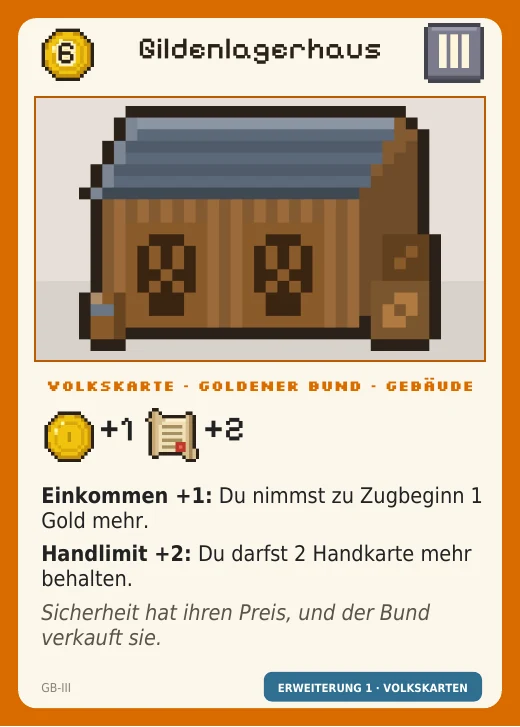 6 Gildenlagerhaus III
VOLKSKARTE · GOLDENER BUND · GEBÄUDE
1 +1 +2
Einkommen +1: Du nimmst zu Zugbeginn 1
Gold mehr.
Handlimit +2: Du darfst 2 Handkarte mehr
behalten.
Sicherheit hat ihren Preis, und der Bund
verkauft sie.
GB-III
ERWEITERUNG 1 · VOLKSKARTEN